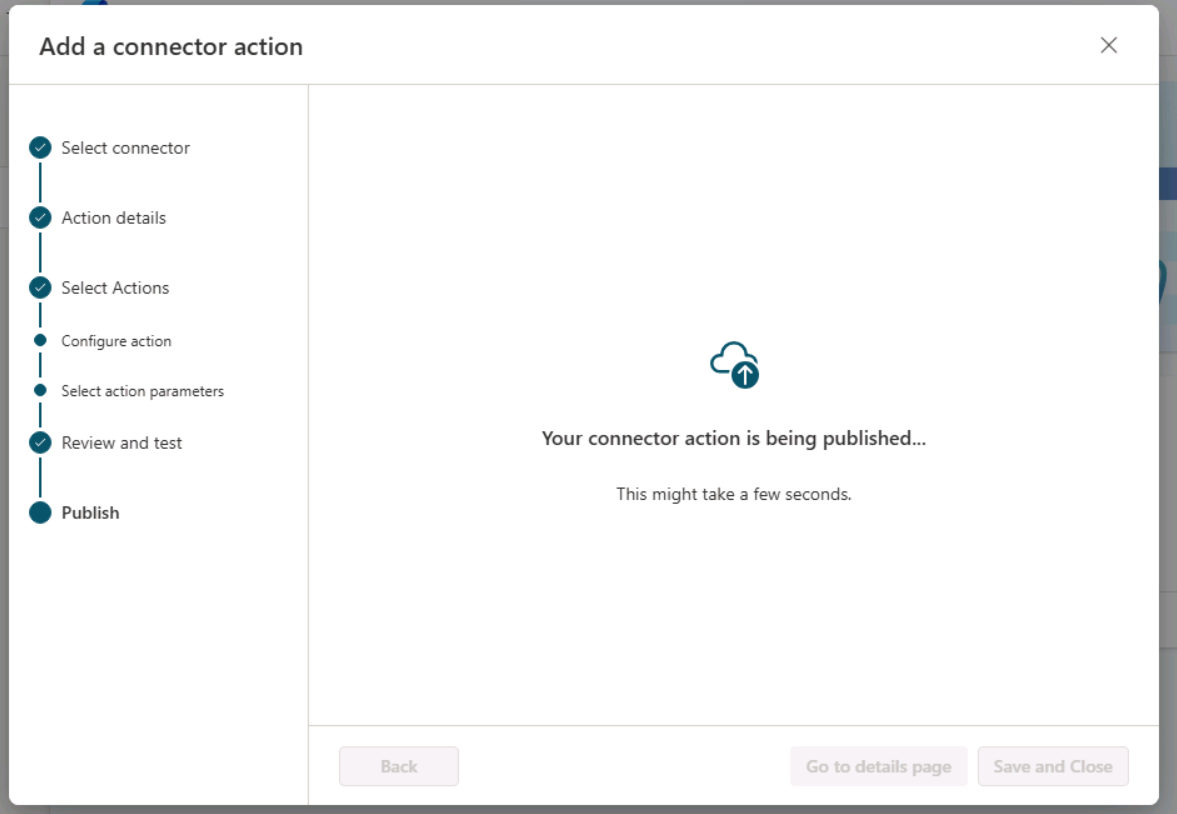 Add a connector action
Select connector
Action details
Select Actions
Configure action
Select action parameters
Review and test
Publish
Your connector action is being published...
This might take a few seconds.
Back
Go to details page
Save and Close